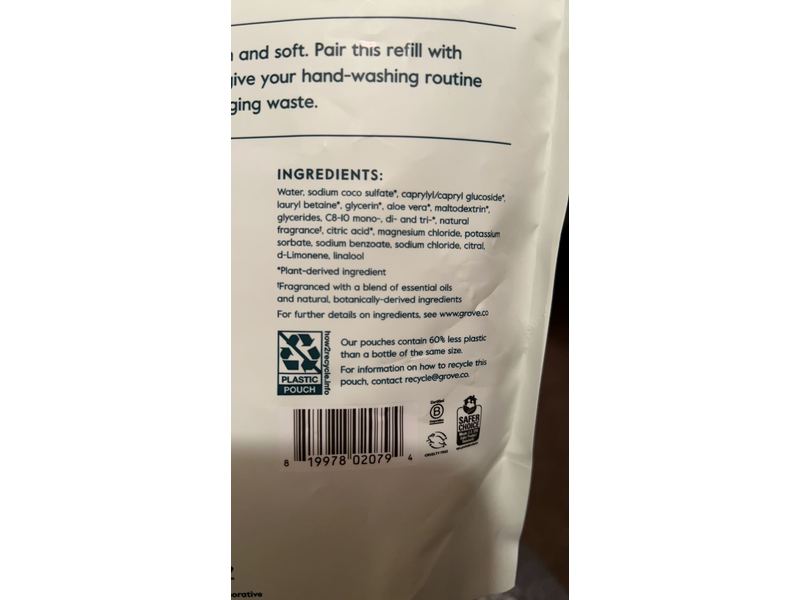 and soft. Pair this refill with
give your hand-washing routine
ging waste.
INGREDIENTS:
Water, sodium coco sulfate*, caprylyl/capryl glucoside*,
lauryl betaine*, glycerin*, aloe vera*, maltodextrin*,
glycerides, C8-10 mono-, di- and tri-*, natural
fragrance†, citric acid*, magnesium chloride, potassium
sorbate, sodium benzoate, sodium chloride, citral,
d-Limonene, linalool
*Plant-derived ingredient
†Fragranced with a blend of essential oils
and natural, botanically-derived ingredients
For further details on ingredients, see www.grove.co
how2recycle.info
PLASTIC
POUCH
Our pouches contain 60% less plastic
than a bottle of the same size.
For information on how to recycle this
pouch, contact recycle@grove.co.
Certified
B
Corporation
CRUELTY FREE
SAFER
CHOICE
8 19978 02079 4
orative